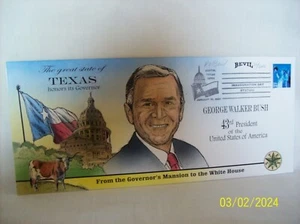 The great state of
TEXAS
honors its Governor
BEVIL
GEORGE WALKER BUSH
43rd President
of the
United States of America
From the Governor's Mansion to the White House
03/02/2024